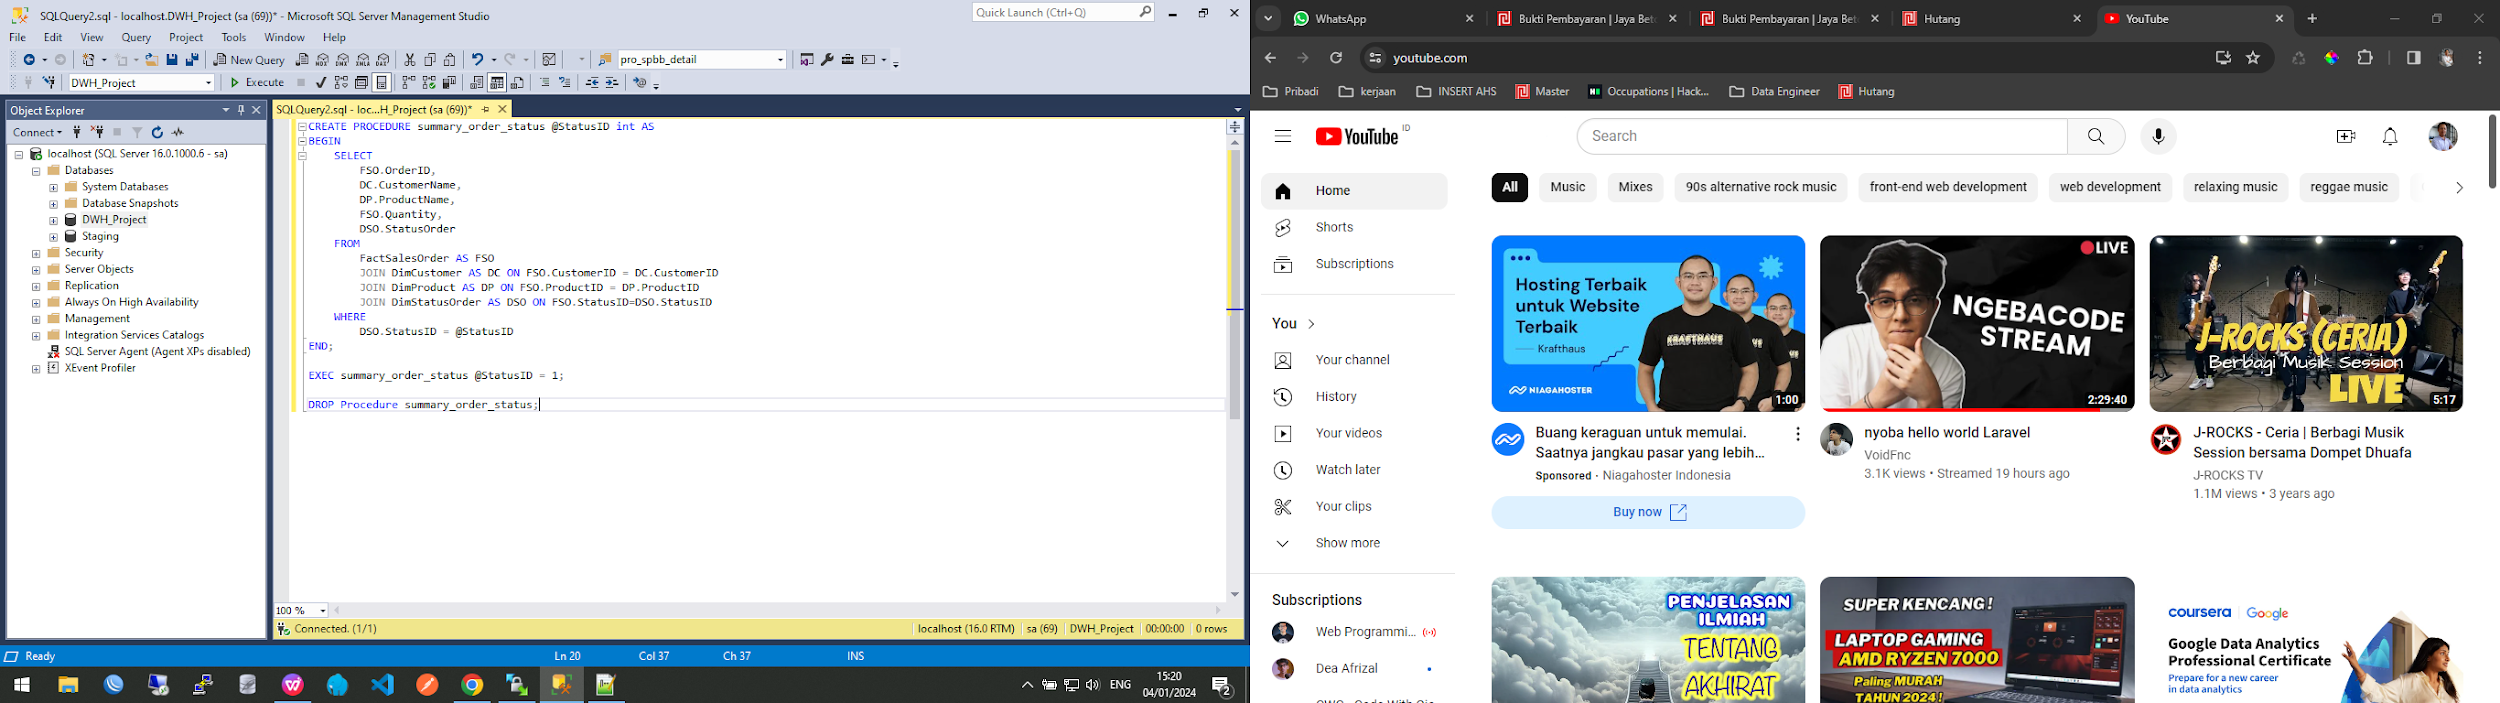 SQLQuery2.sql - localhost.DWH_Project (sa (69))* - Microsoft SQL Server Management Studio
Quick Launch (Ctrl+Q)
File Edit View Query Project Tools Window Help
New Query
pro_spbb_detail
DWH_Project
Execute
Object Explorer
Connect
localhost (SQL Server 16.0.1000.6 - sa)
Databases
System Databases
Database Snapshots
DWH_Project
Staging
Security
Server Objects
Replication
Always On High Availability
Management
Integration Services Catalogs
SQL Server Agent (Agent XPs disabled)
XEvent Profiler
SQLQuery2.sql - loc...H_Project (sa (69))*
CREATE PROCEDURE summary_order_status @StatusID int AS
BEGIN
SELECT
FSO.OrderID,
DC.CustomerName,
DP.ProductName,
FSO.Quantity,
DSO.StatusOrder
FROM
FactSalesOrder AS FSO
JOIN DimCustomer AS DC ON FSO.CustomerID = DC.CustomerID
JOIN DimProduct AS DP ON FSO.ProductID = DP.ProductID
JOIN DimStatusOrder AS DSO ON FSO.StatusID=DSO.StatusID
WHERE
DSO.StatusID = @StatusID
END;
EXEC summary_order_status @StatusID = 1;
DROP Procedure summary_order_status;
100 %
Connected. (1/1)
localhost (16.0 RTM) sa (69) DWH_Project 00:00:00 0 rows
Ready
Ln 20 Col 37 Ch 37 INS
ENG
15:20
04/01/2024
2
WhatsApp
Bukti Pembayaran | Jaya Bet
Bukti Pembayaran | Jaya Bet
Hutang
YouTube
youtube.com
Pribadi
kerjaan
INSERT AHS
Master
Occupations | Hack...
Data Engineer
Hutang
YouTube ID
Search
Home
Shorts
Subscriptions
You
Your channel
History
Your videos
Watch later
Your clips
Show more
Subscriptions
Web Programmi...
Dea Afrizal
All
Music
Mixes
90s alternative rock music
front-end web development
web development
relaxing music
reggae music
Hosting Terbaik
untuk Website
Terbaik
Krafthaus
KRAFTHAUS
NIAGAHOSTER
1:00
Buang keraguan untuk memulai.
Saatnya jangkau pasar yang lebih...
Sponsored · Niagahoster Indonesia
Buy now
LIVE
NGEBACODE
STREAM
2:29:40
nyoba hello world Laravel
VoidFnc
3.1K views • Streamed 19 hours ago
J-ROCKS (CERIA)
Berbagi Musik Session
LIVE
5:17
J-ROCKS - Ceria | Berbagi Musik
Session bersama Dompet Dhuafa
J-ROCKS TV
1.1M views • 3 years ago
PENJELASAN
ILMIAH
TENTANG
AKHIRAT
SUPER KENCANG!
LAPTOP GAMING
AMD RYZEN 7000
Paling MURAH
TAHUN 2024!
coursera | Google
Google Data Analytics
Professional Certificate
Prepare for a new career
in data analytics